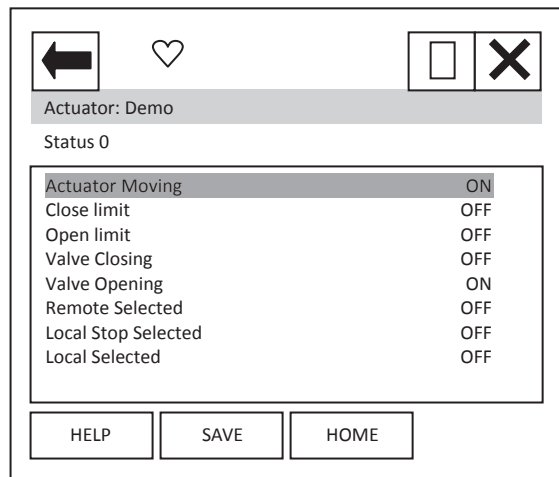 Actuator: Demo
Status 0
Actuator Moving ON
Close limit OFF
Open limit OFF
Valve Closing OFF
Valve Opening ON
Remote Selected OFF
Local Stop Selected OFF
Local Selected OFF
HELP SAVE HOME